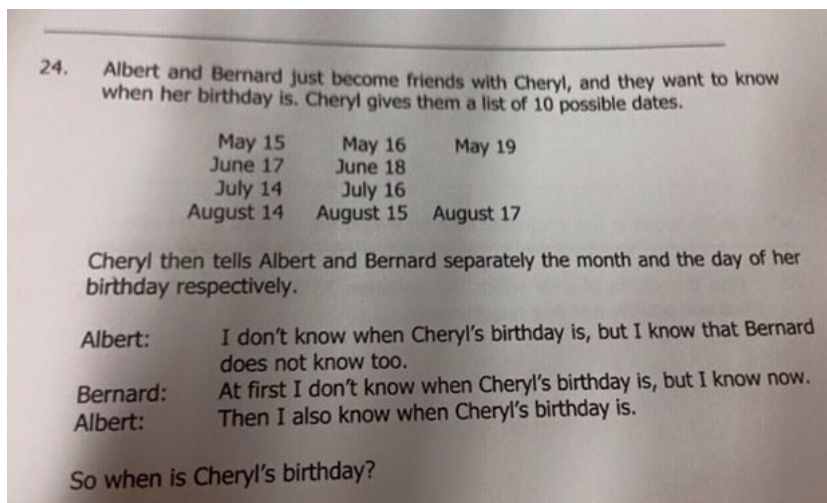 24. Albert and Bernard just become friends with Cheryl, and they want to know
when her birthday is. Cheryl gives them a list of 10 possible dates.
May 15 May 16 May 19
June 17 June 18
July 14 July 16
August 14 August 15 August 17
Cheryl then tells Albert and Bernard separately the month and the day of her
birthday respectively.
Albert: I don't know when Cheryl's birthday is, but I know that Bernard
does not know too.
Bernard: At first I don't know when Cheryl's birthday is, but I know now.
Albert: Then I also know when Cheryl's birthday is.
So when is Cheryl's birthday?